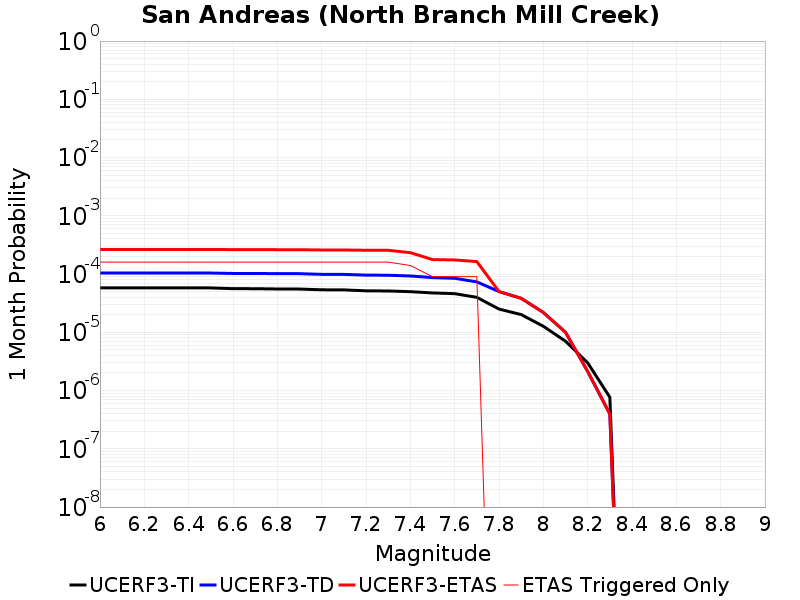 San Andreas (North Branch Mill Creek)
1 Month Probability
10^0
10^-1
10^-2
10^-3
10^-4
10^-5
10^-6
10^-7
10^-8
6 6.2 6.4 6.6 6.8 7 7.2 7.4 7.6 7.8 8 8.2 8.4 8.6 8.8 9
Magnitude
UCERF3-TI UCERF3-TD UCERF3-ETAS ETAS Triggered Only